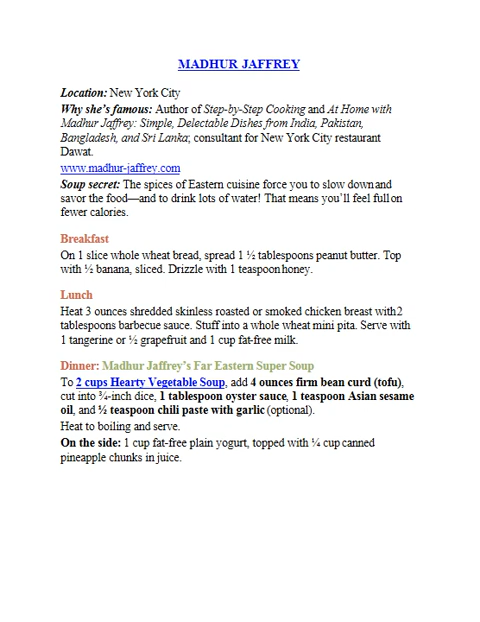 MADHUR JAFFREY
Location: New York City
Why she's famous: Author of Step-by-Step Cooking and At Home with
Madhur Jaffrey: Simple, Delectable Dishes from India, Pakistan,
Bangladesh, and Sri Lanka; consultant for New York City restaurant
Dawat.
www.madhur-jaffrey.com
Soup secret: The spices of Eastern cuisine force you to slow down and
savor the food—and to drink lots of water! That means you'll feel full on
fewer calories.
Breakfast
On 1 slice whole wheat bread, spread 1 ½ tablespoons peanut butter. Top
with ½ banana, sliced. Drizzle with 1 teaspoon honey.
Lunch
Heat 3 ounces shredded skinless roasted or smoked chicken breast with 2
tablespoons barbecue sauce. Stuff into a whole wheat mini pita. Serve with
1 tangerine or ½ grapefruit and 1 cup fat-free milk.
Dinner: Madhur Jaffrey's Far Eastern Super Soup
To 2 cups Hearty Vegetable Soup, add 4 ounces firm bean curd (tofu),
cut into ¾-inch dice, 1 tablespoon oyster sauce, 1 teaspoon Asian sesame
oil, and ½ teaspoon chili paste with garlic (optional).
Heat to boiling and serve.
On the side: 1 cup fat-free plain yogurt, topped with ¼ cup canned
pineapple chunks in juice.